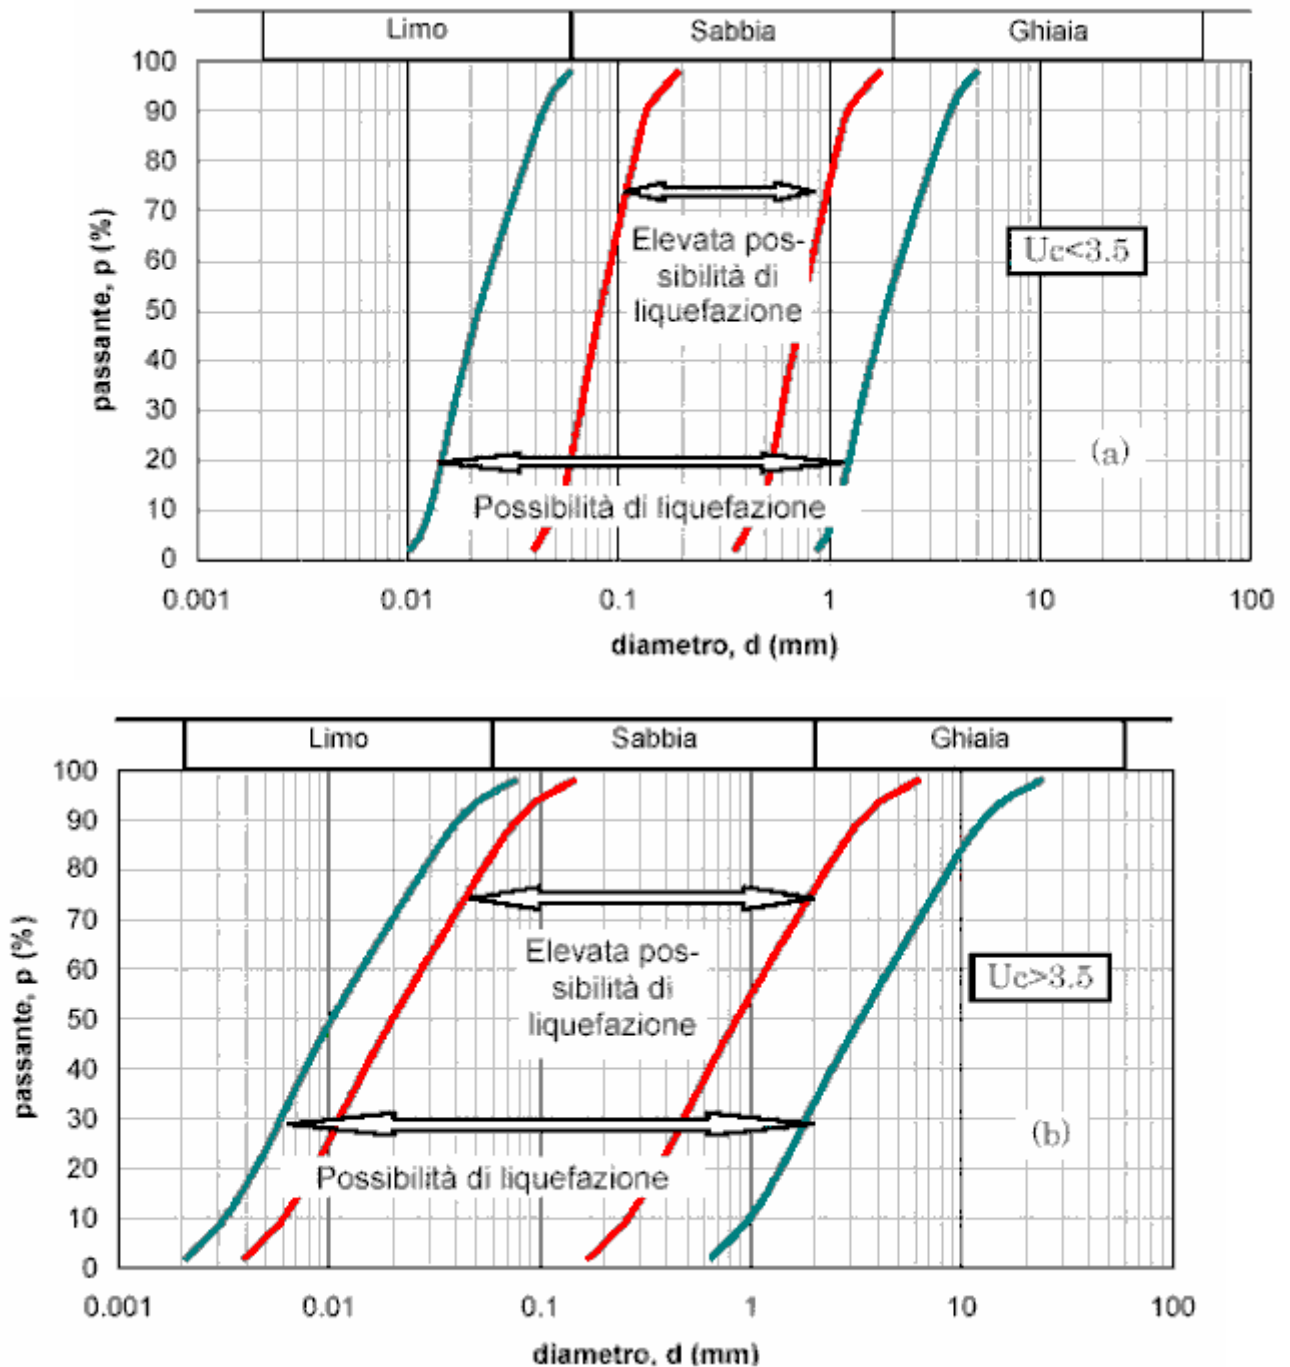 Limo Sabbia Ghiaia
100
90
80
70
60
50
40
30
20
10
0
passante, p (%)
Elevata pos-
sibilità di
liquefazione
Uc<3.5
(a)
Possibilità di liquefazione
0.001 0.01 0.1 1 10 100
diametro, d (mm)
Limo Sabbia Ghiaia
100
90
80
70
60
50
40
30
20
10
0
passante, p (%)
Elevata pos-
sibilità di
liquefazione
Uc>3.5
(b)
Possibilità di liquefazione
0.001 0.01 0.1 1 10 100
diametro, d (mm)